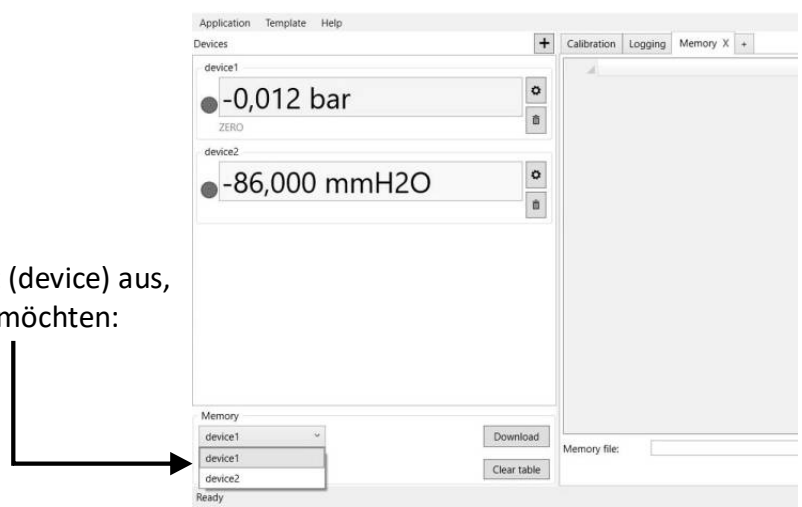 Application Template Help
Devices +
Calibration Logging Memory X +
device1
-0,012 bar
ZERO
device2
-86,000 mmH2O
(device) aus,
möchten:
Memory
device1
Download
device1
Memory file:
device2
Clear table
Ready